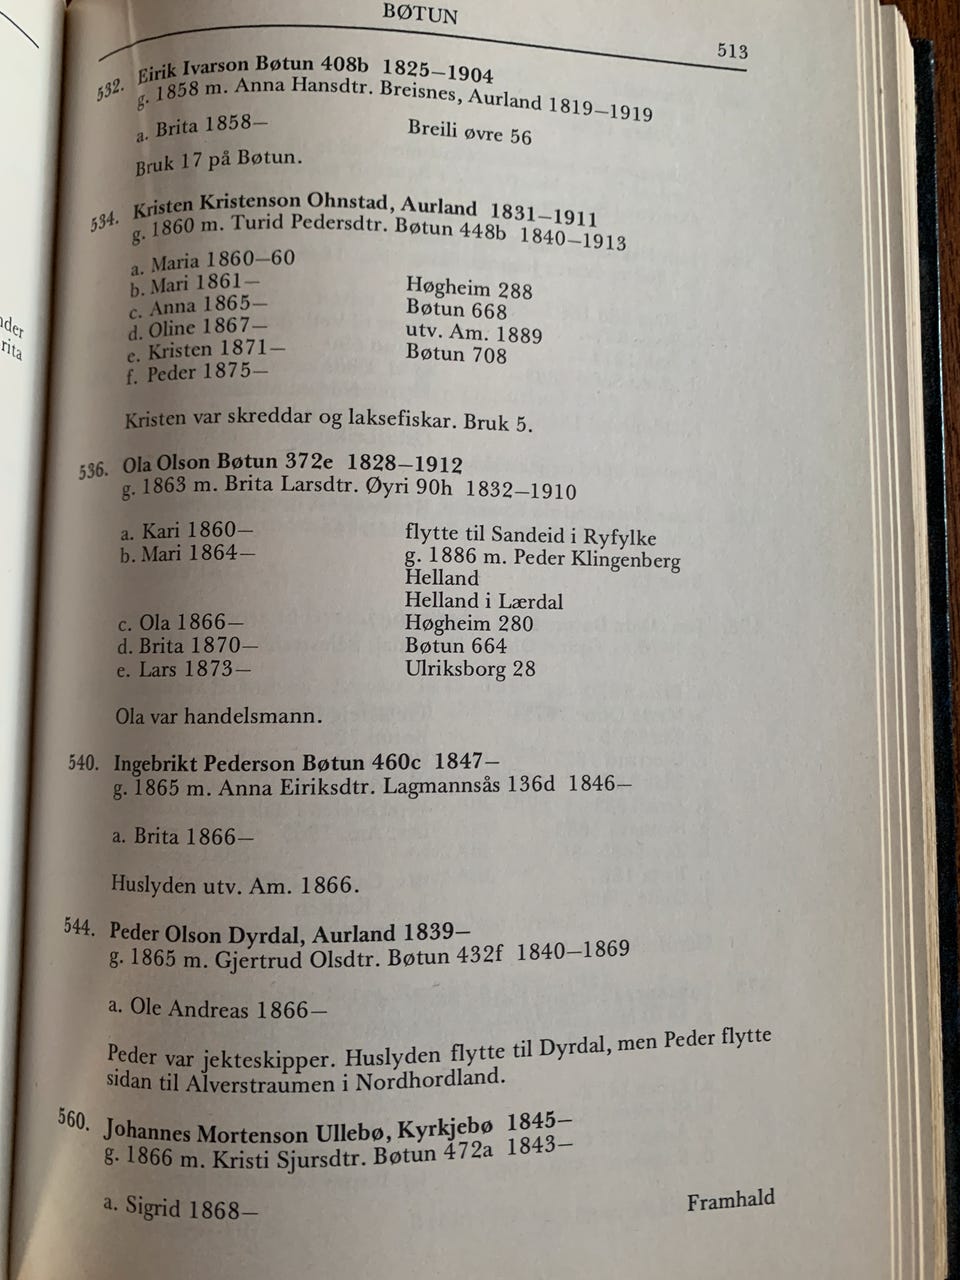 BØTUN
513
532. Eirik Ivarson Bøtun 408b 1825—1904
g. 1858 m. Anna Hansdtr. Breisnes, Aurland 1819—1919
a. Brita 1858— Breili øvre 56
Bruk 17 på Bøtun.
534. Kristen Kristenson Ohnstad, Aurland 1831—1911
g. 1860 m. Turid Pedersdtr. Bøtun 448b 1840—1913
a. Maria 1860—60
b. Mari 1861— Høgheim 288
c. Anna 1865— Bøtun 668
d. Oline 1867— utv. Am. 1889
e. Kristen 1871— Bøtun 708
f. Peder 1875—
Kristen var skreddar og laksefiskar. Bruk 5.
536. Ola Olson Bøtun 372e 1828—1912
g. 1863 m. Brita Larsdtr. Øyri 90h 1832—1910
a. Kari 1860— flytte til Sandeid i Ryfylke
b. Mari 1864— g. 1886 m. Peder Klingenberg
Helland
Helland i Lærdal
c. Ola 1866— Høgheim 280
d. Brita 1870— Bøtun 664
e. Lars 1873— Ulriksborg 28
Ola var handelsmann.
540. Ingebrikt Pederson Bøtun 460c 1847—
g. 1865 m. Anna Eiriksdtr. Lagmannsås 136d 1846—
a. Brita 1866—
Huslyden utv. Am. 1866.
544. Peder Olson Dyrdal, Aurland 1839—
g. 1865 m. Gjertrud Olsdtr. Bøtun 432f 1840—1869
a. Ole Andreas 1866—
Peder var jekteskipper. Huslyden flytte til Dyrdal, men Peder flytte
sidan til Alverstraumen i Nordhordland.
560. Johannes Mortenson Ullebø, Kyrkjebø 1845—
g. 1866 m. Kristi Sjursdtr. Bøtun 472a 1843—
a. Sigrid 1868—
Framhald